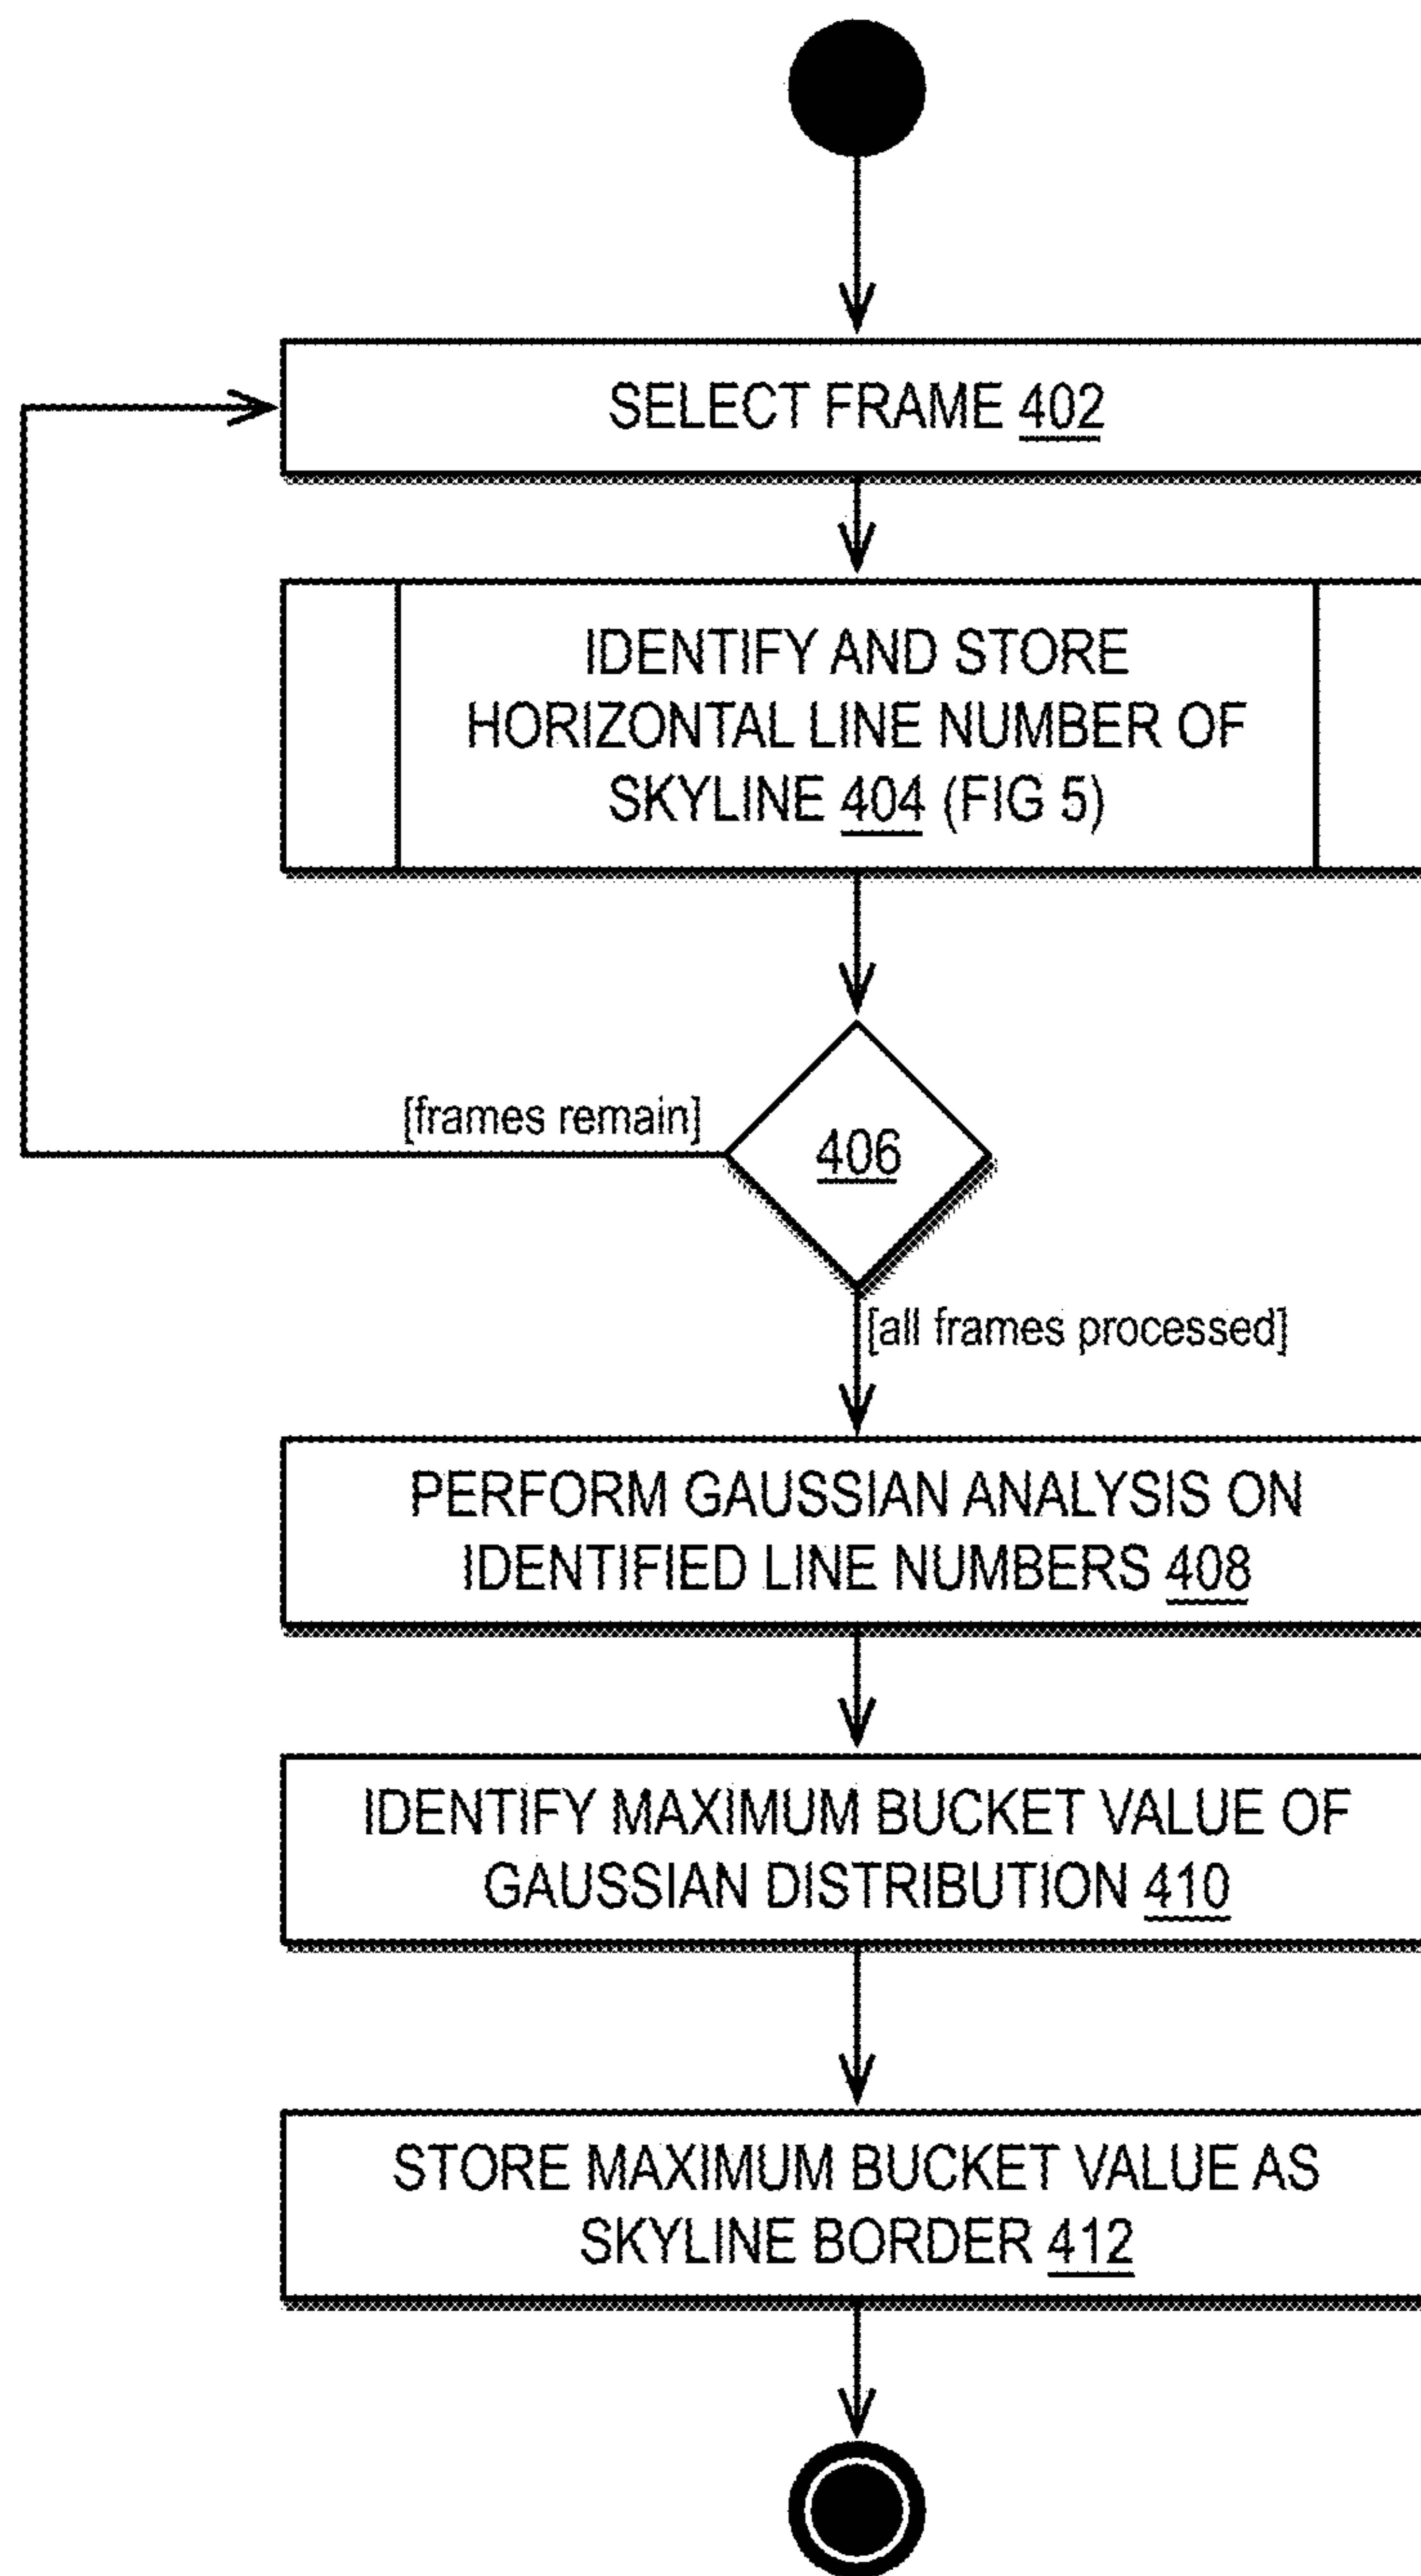 SELECT FRAME 402
IDENTIFY AND STORE
HORIZONTAL LINE NUMBER OF
SKYLINE 404 (FIG 5)
[frames remain]
406
[all frames processed]
PERFORM GAUSSIAN ANALYSIS ON
IDENTIFIED LINE NUMBERS 408
IDENTIFY MAXIMUM BUCKET VALUE OF
GAUSSIAN DISTRIBUTION 410
STORE MAXIMUM BUCKET VALUE AS
SKYLINE BORDER 412